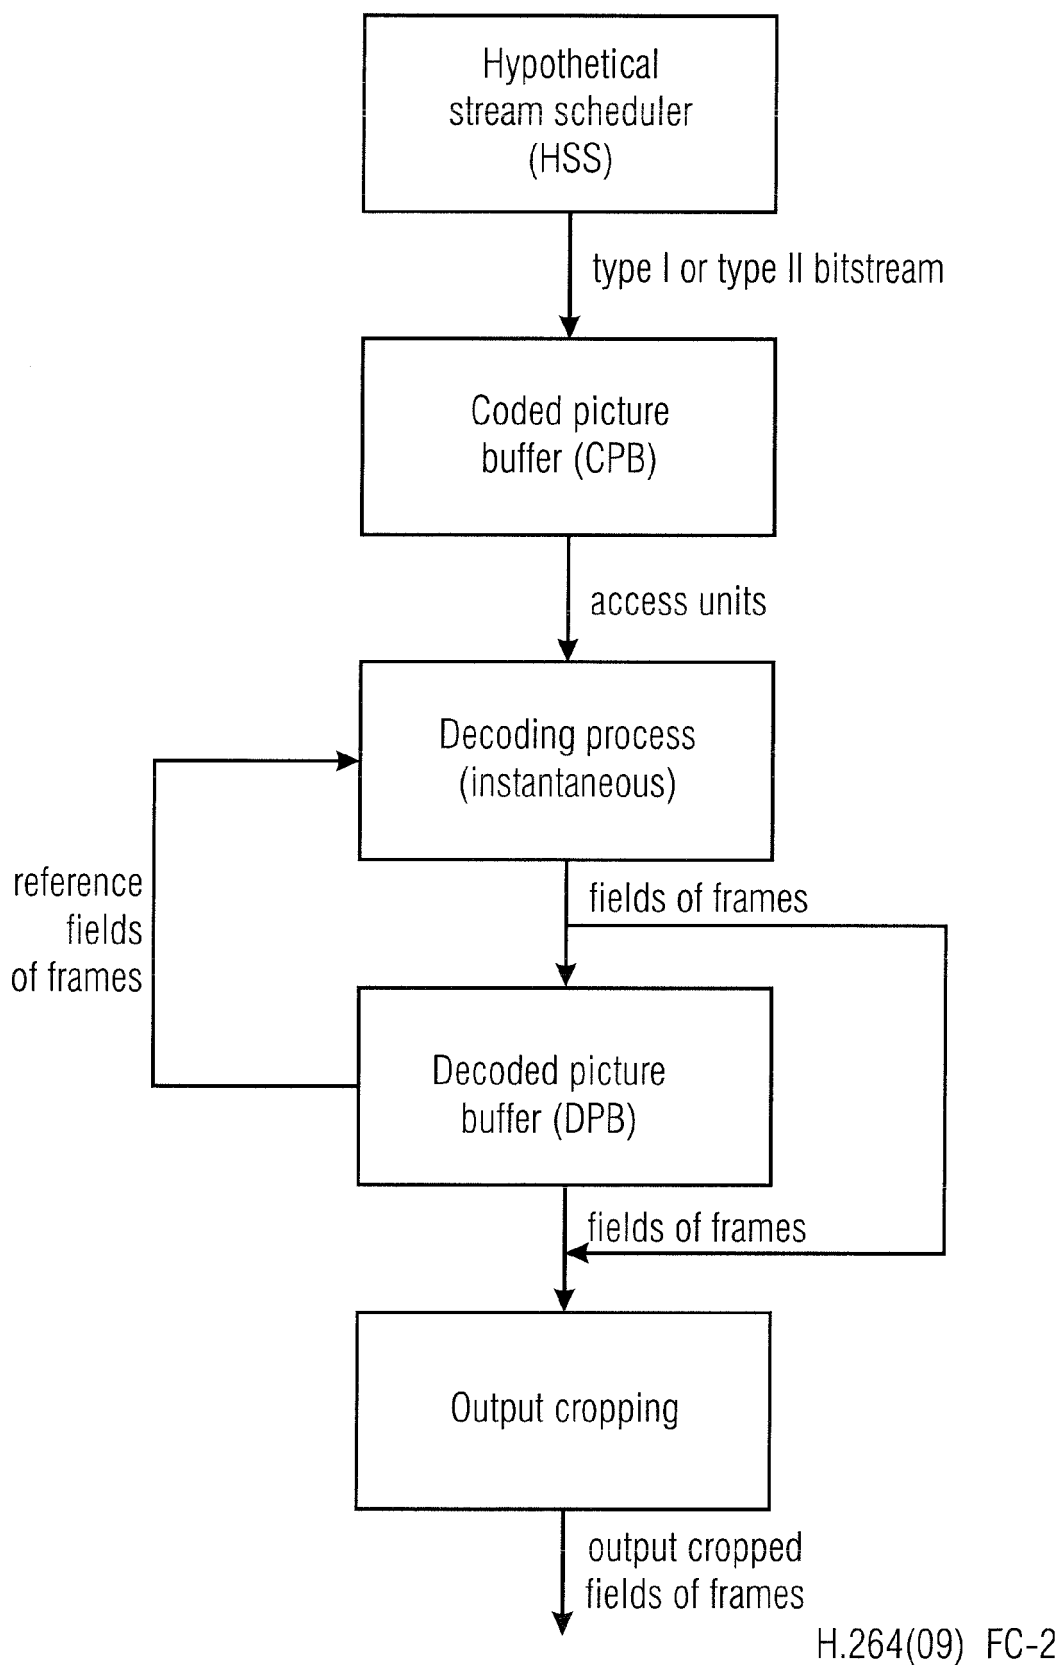 Hypothetical
stream scheduler
(HSS)
type I or type II bitstream
Coded picture
buffer (CPB)
access units
Decoding process
(instantaneous)
fields of frames
reference
fields
of frames
Decoded picture
buffer (DPB)
fields of frames
Output cropping
output cropped
fields of frames
H.264(09) FC-2